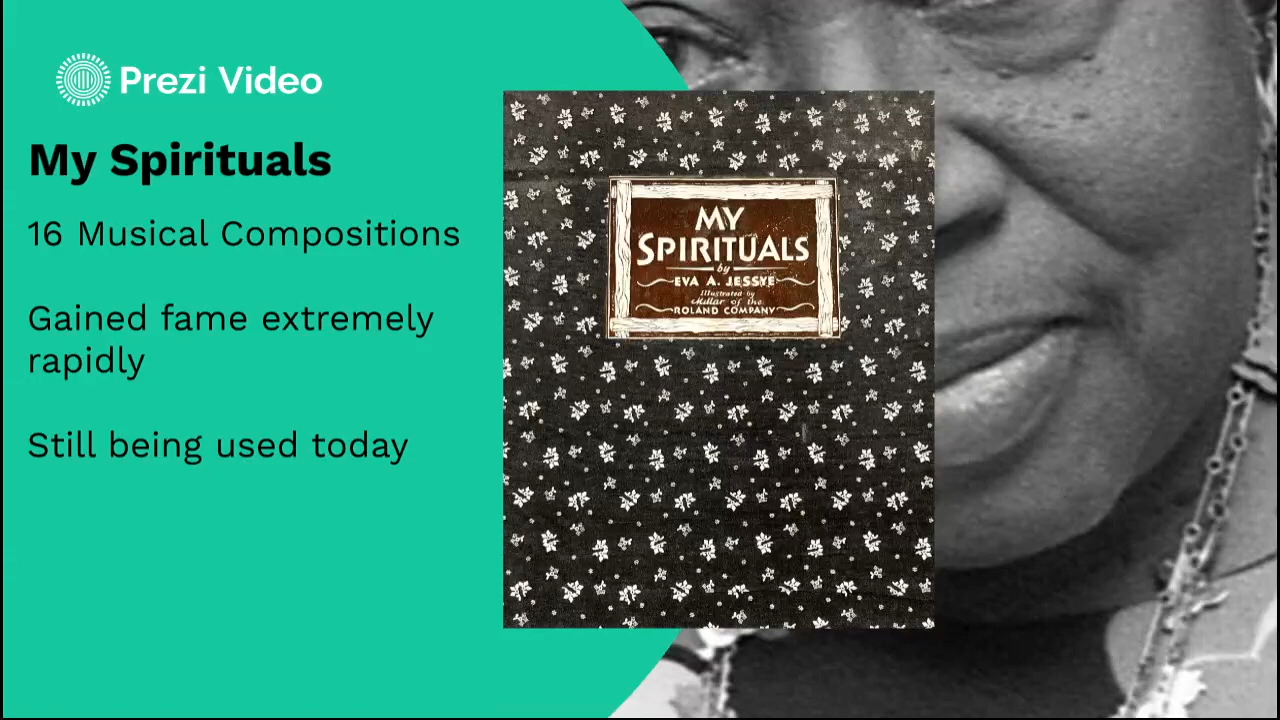 Prezi Video
My Spirituals
16 Musical Compositions
Gained fame extremely
rapidly
Still being used today
MY
SPIRITUALS
by
EVA A. JESSYE
Illustrated by
Millar of the
ROLAND COMPANY